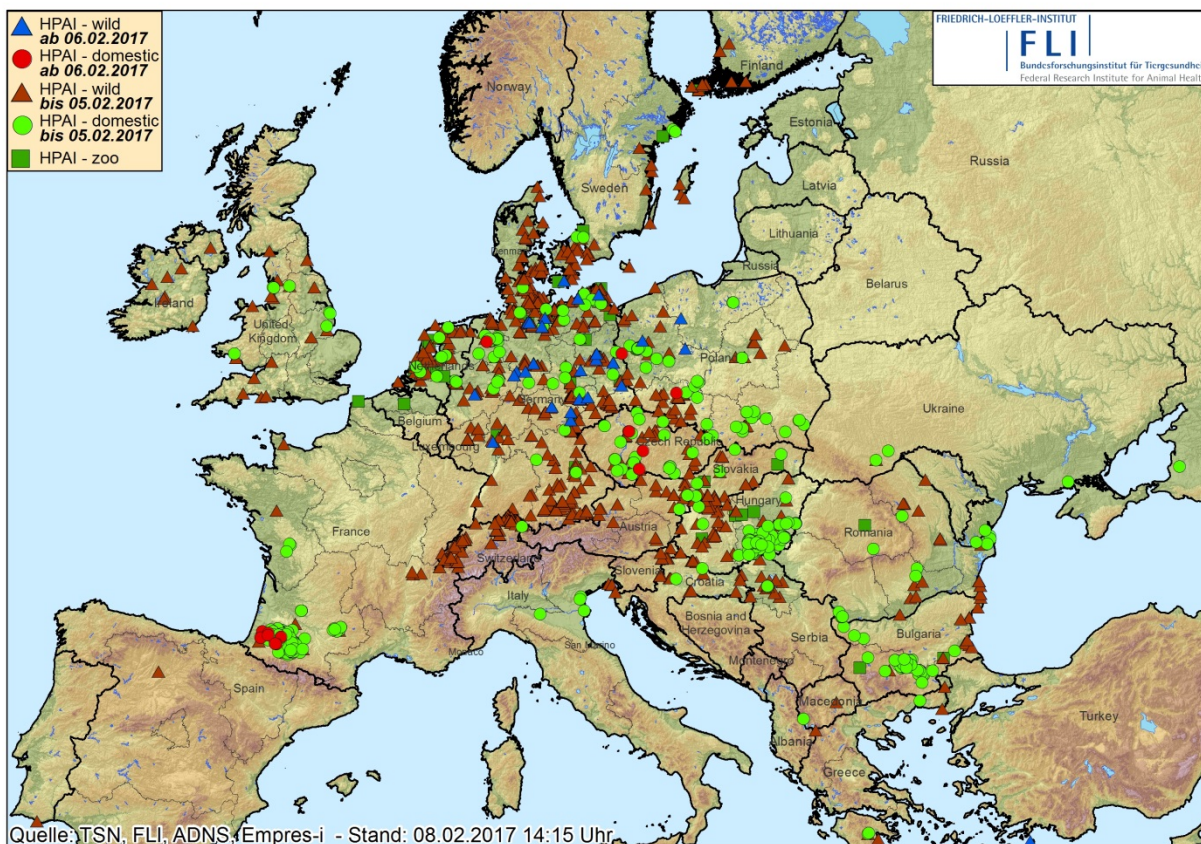 HPAI - wild
ab 06.02.2017
HPAI - domestic
ab 06.02.2017
HPAI - wild
bis 05.02.2017
HPAI - domestic
bis 05.02.2017
HPAI - zoo
FRIEDRICH-LOEFFLER-INSTITUT
FLI
Bundesforschungsinstitut für Tiergesundheit
Federal Research Institute for Animal Health
Norway
Finland
Estonia
Russia
Sweden
Latvia
Denmark
Lithuania
Russia
Belarus
Ireland
United
Kingdom
Netherlands
Poland
Germany
Belgium
Ukraine
Luxembourg
Czech Republic
Slovakia
France
Austria
Hungary
Switzerland
Romania
Slovenia
Croatia
Italy
Bosnia and
Herzegovina
San Marino
Serbia
Bulgaria
Monaco
Montenegro
Spain
Macedonia
Albania
Turkey
Greece
Quelle: TSN, FLI, ADNS, Empres-i - Stand: 08.02.2017 14:15 Uhr